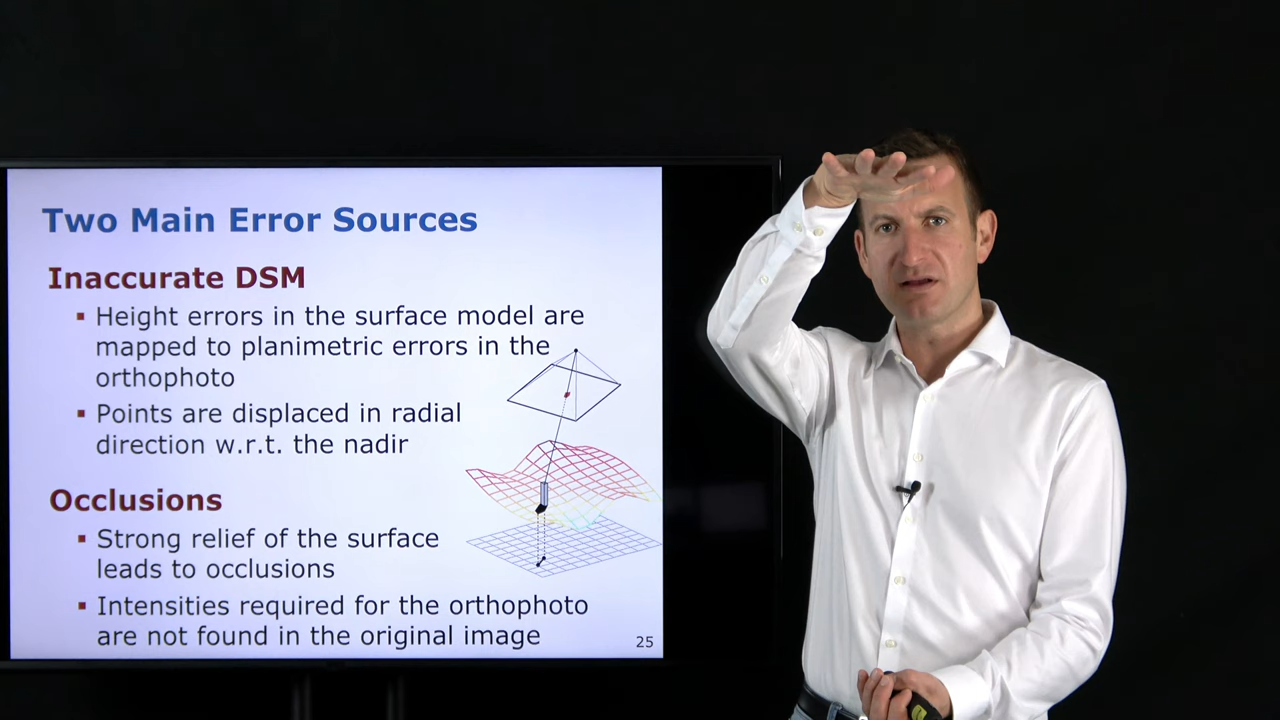 Two Main Error Sources
Inaccurate DSM
▪ Height errors in the surface model are
mapped to planimetric errors in the
orthophoto
▪ Points are displaced in radial
direction w.r.t. the nadir
Occlusions
▪ Strong relief of the surface
leads to occlusions
▪ Intensities required for the orthophoto
are not found in the original image
25